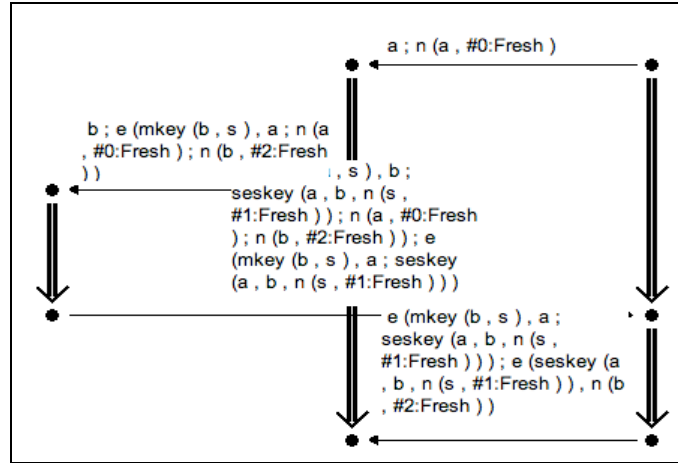 a ; n (a , #0:Fresh )
b ; e (mkey (b , s ) , a ; n (a
, #0:Fresh ) ; n (b , #2:Fresh
) )
, s ) , b ;
seskey (a , b , n (s ,
#1:Fresh ) ) ; n (a , #0:Fresh
) ; n (b , #2:Fresh ) ) ; e
(mkey (b , s ) , a ; seskey
(a , b , n (s , #1:Fresh ) ) )
e (mkey (b , s ) , a ;
seskey (a , b , n (s ,
#1:Fresh ) ) ) ; e (seskey (a
, b , n (s , #1:Fresh ) ) , n (b
, #2:Fresh ) )